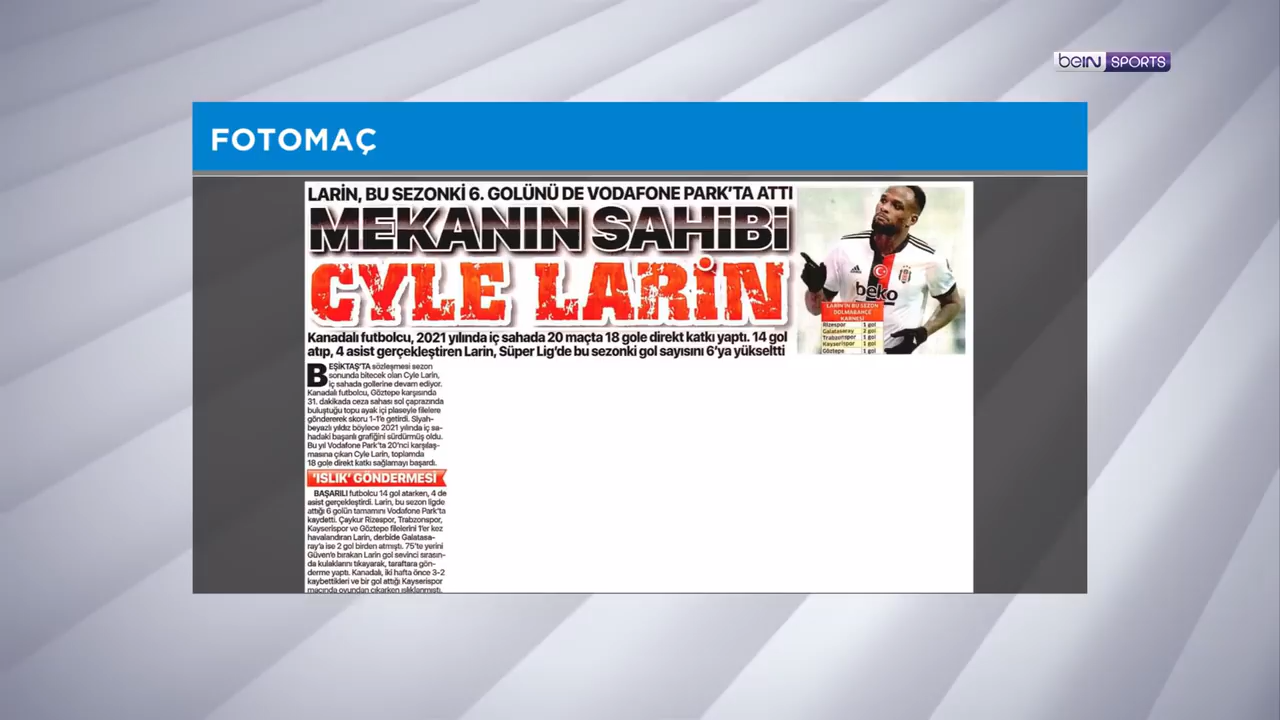 beIN SPORTS
FOTOMAÇ
LARİN, BU SEZONKİ 6. GOLÜNÜ DE VODAFONE PARK'TA ATTI
MEKANIN SAHİBİ
CYLE LARİN
Kanadalı futbolcu, 2021 yılında iç sahada 20 maçta 18 gole direkt katkı yaptı. 14 gol
atıp, 4 asist gerçekleştiren Larin, Süper Lig'de bu sezonki gol sayısını 6'ya yükseltti
beko
LARİN'İN BU SEZON
DOLMABAHÇE
KARNESİ
Rizespor 1 gol
Galatasaray 2 gol
Trabzonspor 1 gol
Kayserispor 1 gol
Göztepe 1 gol
BEŞİKTAŞ'TA sözleşmesi sezon
sonunda bitecek olan Cyle Larin,
iç sahada gollerine devam ediyor.
Kanadalı futbolcu, Göztepe karşısında
31. dakikada ceza sahası sol çaprazında
buluştuğu topu ayak içi plaseyle filelere
göndererek skoru 1-1'e getirdi. Siyah-
beyazlı yıldız böylece 2021 yılında iç sa-
hadaki başarılı grafiğini sürdürmüş oldu.
Bu yıl Vodafone Park'ta 20'nci karşılaş-
masına çıkan Cyle Larin, toplamda
18 gole direkt katkı sağlamayı başardı.
'ISLIK' GÖNDERMESİ
BAŞARILI futbolcu 14 gol atarken, 4 de
asist gerçekleştirdi. Larin, bu sezon ligde
attığı 6 golün tamamını Vodafone Park'ta
kaydetti. Çaykur Rizespor, Trabzonspor,
Kayserispor ve Göztepe filelerini 1'er kez
havalandıran Larin, derbide Galatasa-
ray'a ise 2 gol birden atmıştı. 75'te yerini
Güven'e bırakan Larin gol sevinci sırasın-
da kulaklarını tıkayarak, taraftara gön-
derme yaptı. Kanadalı, iki hafta önce 3-2
kaybettikleri ve bir gol attığı Kayserispor
maçında oyundan çıkarken ıslıklanmıştı.